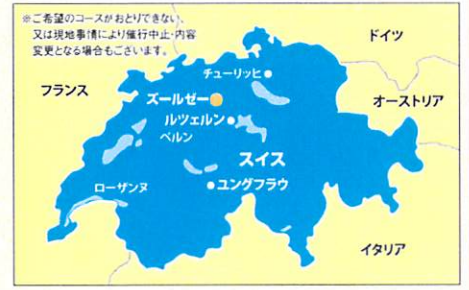 ※ご希望のコースがおとりできない、
又は現地事情により催行中止・内容
変更となる場合もございます。
ドイツ
チューリッヒ
フランス
ズールゼー
オーストリア
ルツェルン
ベルン
スイス
ローザンヌ
ユングフラウ
イタリア